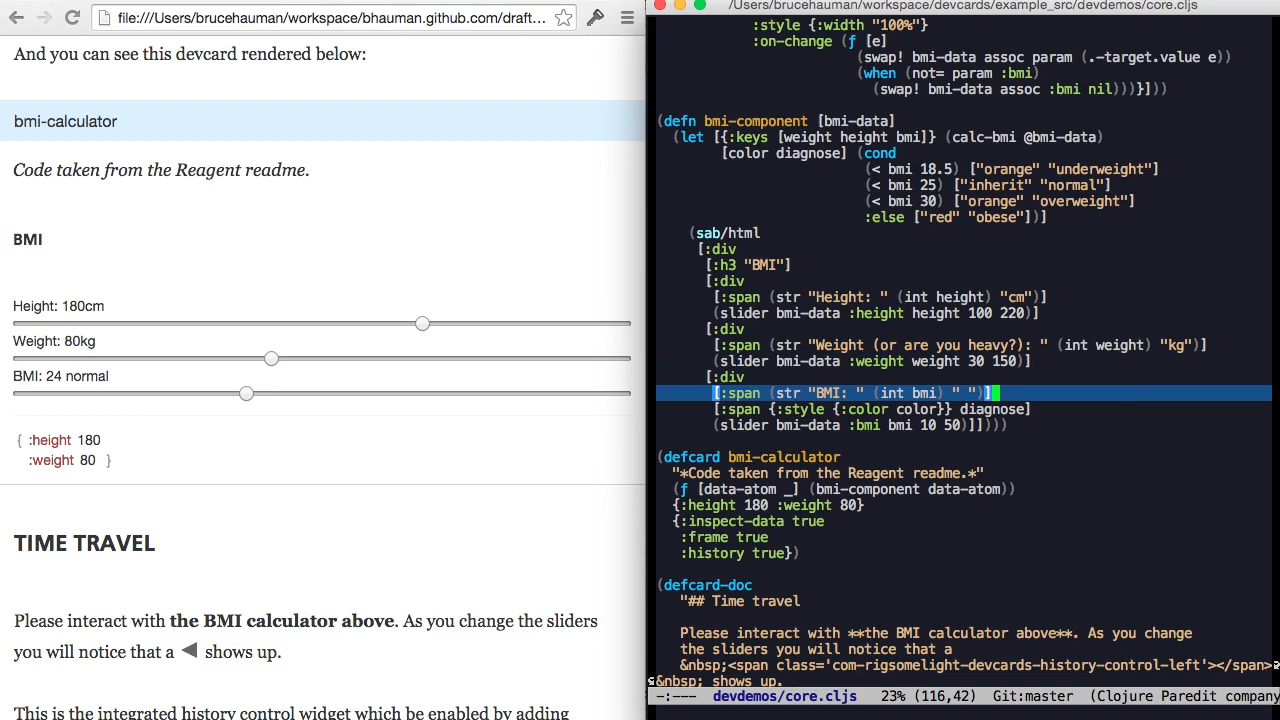 file:///Users/brucehauman/workspace/bhauman.github.com/draft...
And you can see this devcard rendered below:
bmi-calculator
Code taken from the Reagent readme.
BMI
Height: 180cm
Weight: 80kg
BMI: 24 normal
{ :height 180
:weight 80 }
TIME TRAVEL
Please interact with the BMI calculator above. As you change the sliders
you will notice that a ◀ shows up.
This is the integrated history control widget which be enabled by adding
/Users/brucehauman/workspace/devcards/example_src/devdemos/core.cljs
:style {:width "100%"}
:on-change (ƒ [e]
(swap! bmi-data assoc param (.-target.value e))
(when (not= param :bmi)
(swap! bmi-data assoc :bmi nil)))}]))
(defn bmi-component [bmi-data]
(let [{:keys [weight height bmi]} (calc-bmi @bmi-data)
[color diagnose] (cond
(< bmi 18.5) ["orange" "underweight"]
(< bmi 25) ["inherit" "normal"]
(< bmi 30) ["orange" "overweight"]
:else ["red" "obese"])]
(sab/html
[:div
[:h3 "BMI"]
[:div
[:span (str "Height: " (int height) "cm")]
(slider bmi-data :height height 100 220)]
[:div
[:span (str "Weight (or are you heavy?): " (int weight) "kg")]
(slider bmi-data :weight weight 30 150)]
[:div
[:span (str "BMI: " (int bmi) " ")]
[:span {:style {:color color}} diagnose]
(slider bmi-data :bmi bmi 10 50)]])))
(defcard bmi-calculator
"*Code taken from the Reagent readme.*"
(ƒ [data-atom _] (bmi-component data-atom))
{:height 180 :weight 80}
{:inspect-data true
:frame true
:history true})
(defcard-doc
"## Time travel
Please interact with **the BMI calculator above**. As you change
the sliders you will notice that a
&nbsp;<span class='com-rigsomelight-devcards-history-control-left'></span>
&nbsp; shows up.
-:--- devdemos/core.cljs 23% (116,42) Git:master (Clojure Paredit company